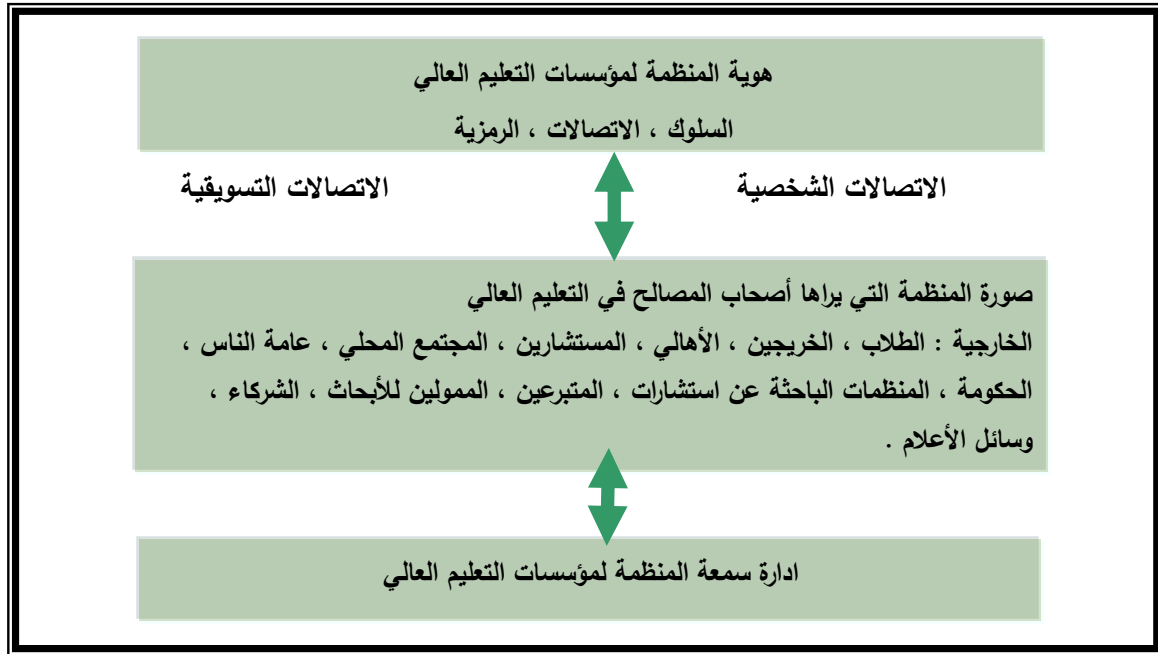 هوية المنظمة لمؤسسات التعليم العالي
السلوك ، الاتصالات ، الرمزية
الاتصالات الشخصية
الاتصالات التسويقية
صورة المنظمة التي يراها أصحاب المصالح في التعليم العالي
الخارجية : الطلاب ، الخريجين ، الأهالي ، المستشارين ، المجتمع المحلي ، عامة الناس ،
الحكومة ، المنظمات الباحثة عن استشارات ، المتبرعين ، الممولين للأبحاث ، الشركاء ،
وسائل الأعلام .
ادارة سمعة المنظمة لمؤسسات التعليم العالي